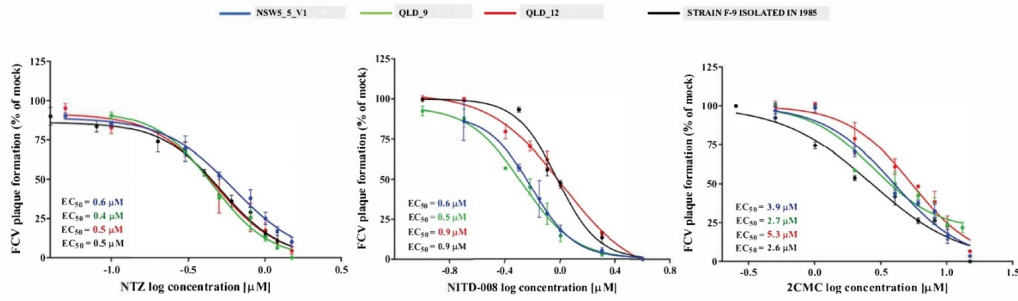 NSW5_5_V1 QLD_9 QLD_12 STRAIN F-9 ISOLATED IN 1985
FCV plaque formation (% of mock)
125
100
75
50
25
0
EC50 = 0.6 µM
EC50 = 0.4 µM
EC50 = 0.5 µM
EC50 = 0.5 µM
-1.0 -0.5 0.0 0.5
NTZ log concentration [µM]
FCV plaque formation (% of mock)
125
100
75
50
25
0
EC50 = 0.6 µM
EC50 = 0.5 µM
EC50 = 0.9 µM
EC50 = 0.9 µM
-0.8 -0.4 0.0 0.4
NITD-008 log concentration [µM]
FCV plaque formation (% of mock)
125
100
75
50
25
0
EC50 = 3.9 µM
EC50 = 2.7 µM
EC50 = 5.3 µM
EC50 = 2.6 µM
-0.5 0.0 0.5 1.0 1.5
2CMC log concentration [µM]